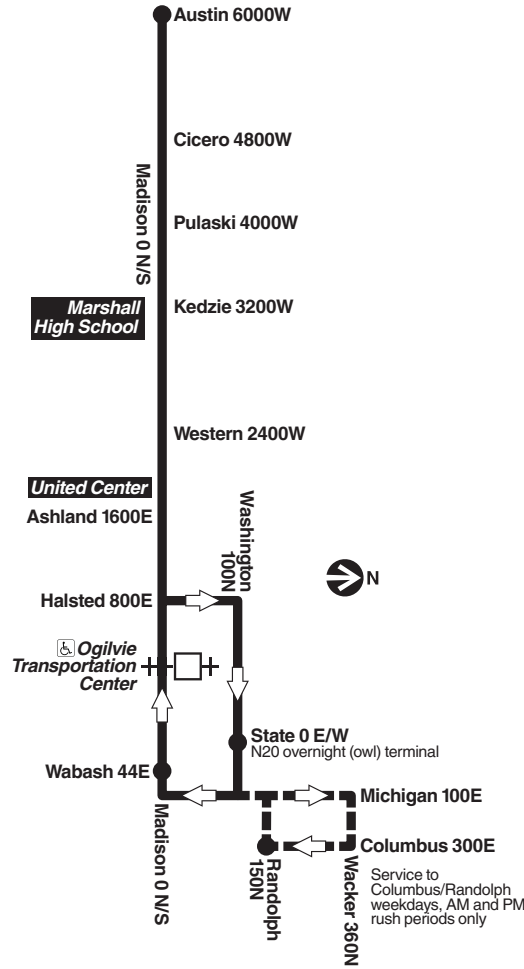 Austin 6000W
Cicero 4800W
Madison 0 N/S
Pulaski 4000W
Marshall
High School
Kedzie 3200W
Western 2400W
United Center
Ashland 1600E
Washington
100N
N
Halsted 800E
Ogilvie
Transportation
Center
State 0 E/W
N20 overnight (owl) terminal
Wabash 44E
Michigan 100E
Madison 0 N/S
Randolph
150N
Columbus 300E
Wacker 360N
Service to
Columbus/Randolph
weekdays, AM and PM
rush periods only